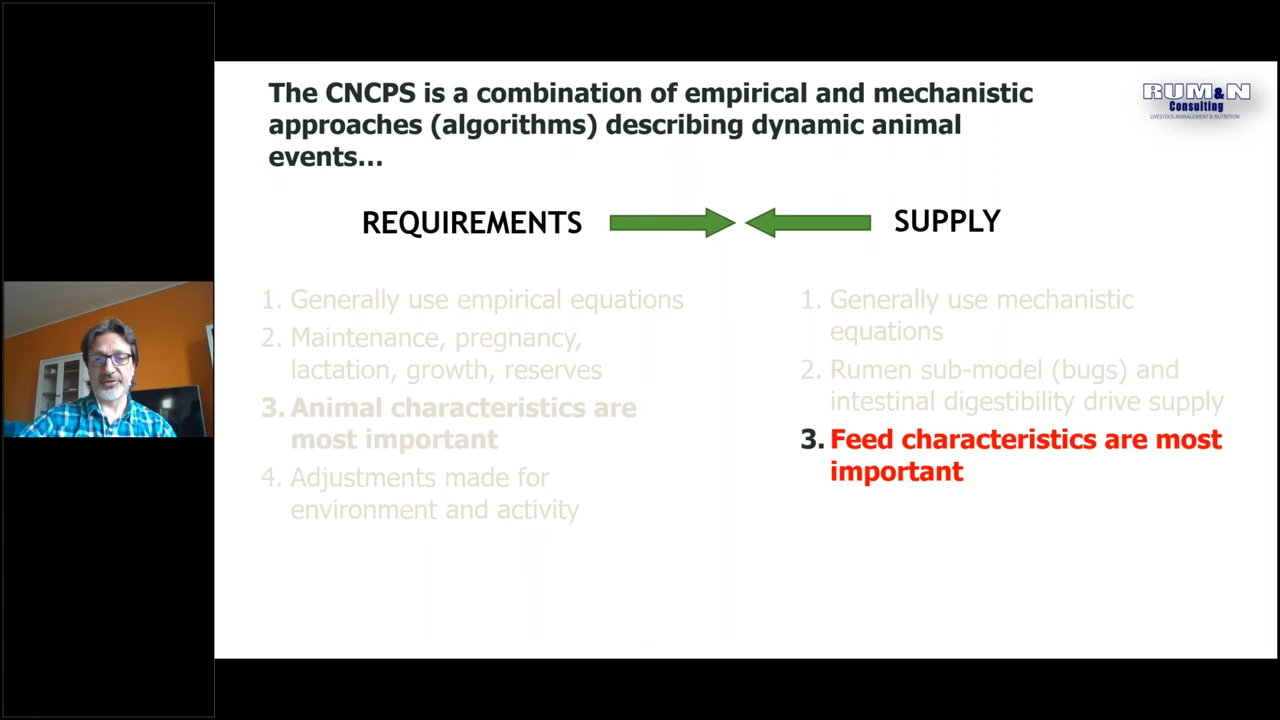 The CNCPS is a combination of empirical and mechanistic
approaches (algorithms) describing dynamic animal
events...
RUM&N
Consulting
LIVESTOCK MANAGEMENT & NUTRITION
REQUIREMENTS
SUPPLY
1. Generally use empirical equations
2. Maintenance, pregnancy,
lactation, growth, reserves
3. Animal characteristics are
most important
4. Adjustments made for
environment and activity
1. Generally use mechanistic
equations
2. Rumen sub-model (bugs) and
intestinal digestibility drive supply
3. Feed characteristics are most
important